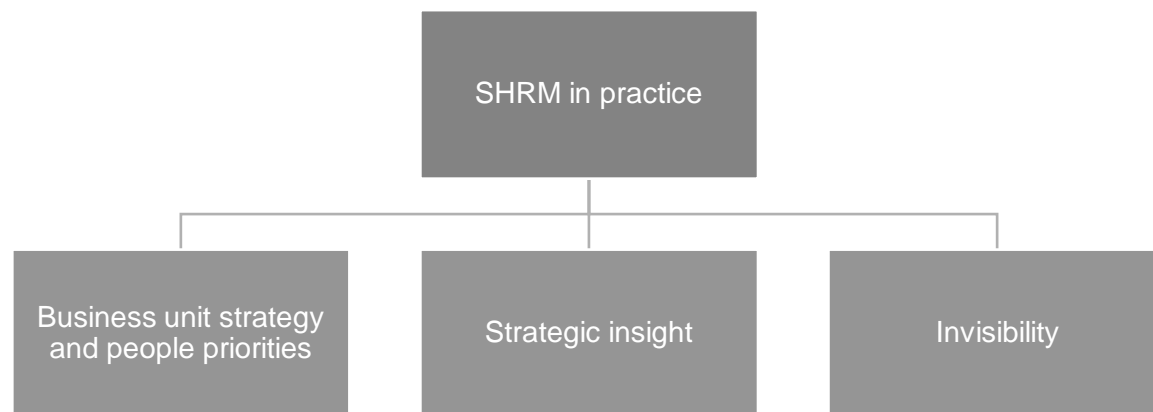 SHRM in practice
Business unit strategy
and people priorities
Strategic insight
Invisibility